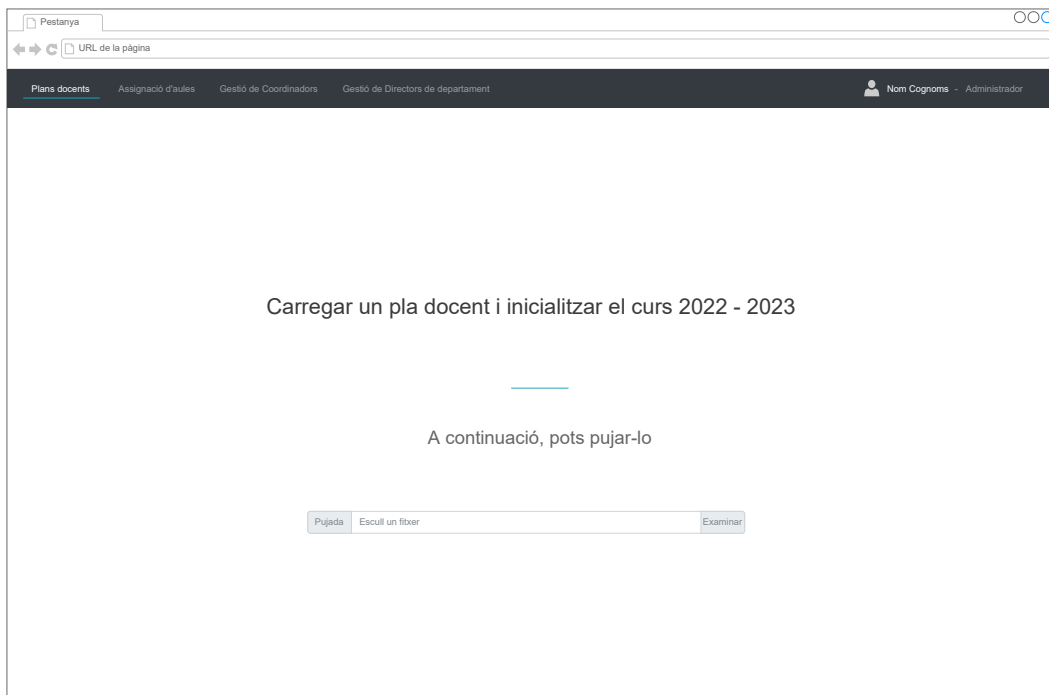 Pestanya
URL de la página
Plans docents Assignació d'aules Gestió de Coordinadors Gestió de Directors de departament Nom Cognoms - Administrador
Carregar un pla docent i inicialitzar el curs 2022 - 2023
A continuació, pots pujar-lo
Pujada Escull un fitxer Examinar